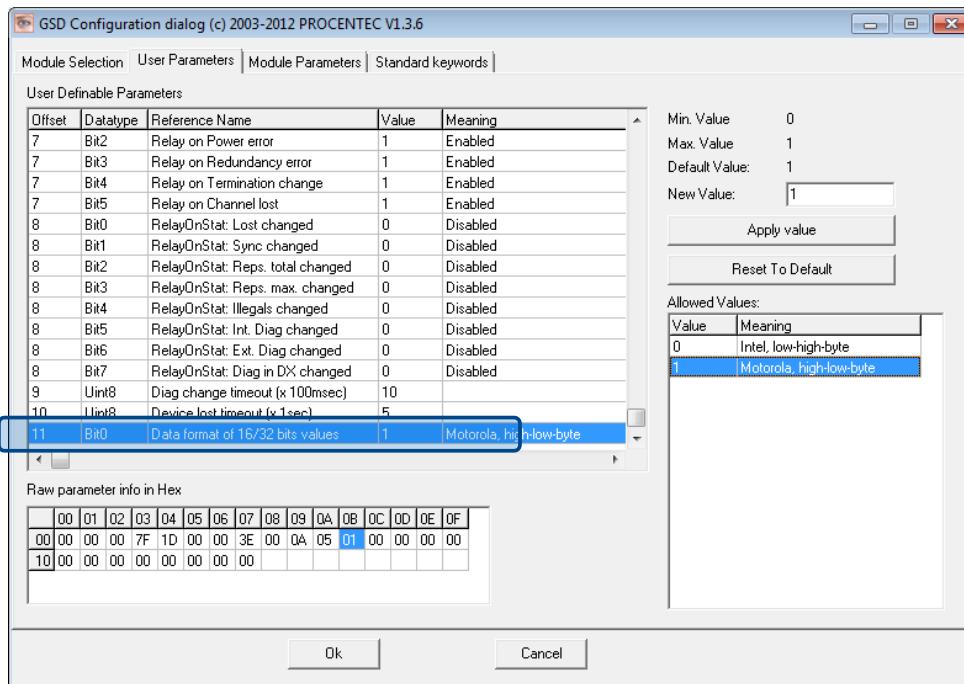 GSD Configuration dialog (c) 2003-2012 PROCENTEC V1.3.6
Module Selection User Parameters Module Parameters Standard keywords
User Definable Parameters
Offset Datatype Reference Name Value Meaning
7 Bit2 Relay on Power error 1 Enabled
7 Bit3 Relay on Redundancy error 1 Enabled
7 Bit4 Relay on Termination change 1 Enabled
7 Bit5 Relay on Channel lost 1 Enabled
8 Bit0 RelayOnStat: Lost changed 0 Disabled
8 Bit1 RelayOnStat: Sync changed 0 Disabled
8 Bit2 RelayOnStat: Reps. total changed 0 Disabled
8 Bit3 RelayOnStat: Reps. max. changed 0 Disabled
8 Bit4 RelayOnStat: Illegals changed 0 Disabled
8 Bit5 RelayOnStat: Int. Diag changed 0 Disabled
8 Bit6 RelayOnStat: Ext. Diag changed 0 Disabled
8 Bit7 RelayOnStat: Diag in DX changed 0 Disabled
9 Uint8 Diag change timeout (x 100msec) 10
10 Uint8 Device lost timeout (x 1sec) 5
11 Bit0 Data format of 16/32 bits values 1 Motorola, high-low-byte
Min. Value 0
Max. Value 1
Default Value: 1
New Value: 1
Apply value
Reset To Default
Allowed Values:
Value Meaning
0 Intel, low-high-byte
1 Motorola, high-low-byte
Raw parameter info in Hex
00 01 02 03 04 05 06 07 08 09 0A 0B 0C 0D 0E 0F
00 00 00 00 7F 1D 00 00 3E 00 0A 05 01 00 00 00 00
10 00 00 00 00 00 00 00
Ok Cancel